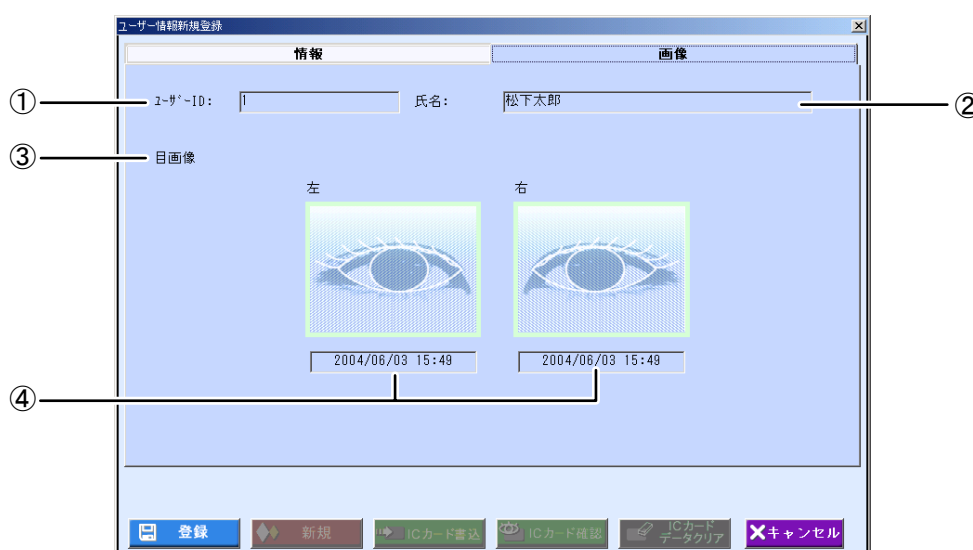 ユーザー情報新規登録
情報 画像
① ﾕｰｻﾞｰID: 1 氏名: 松下太郎 ②
③ 目画像
左 右
2004/06/03 15:49 2004/06/03 15:49
④
登録 新規 ICカード書込 ICカード確認 ICカード データクリア キャンセル